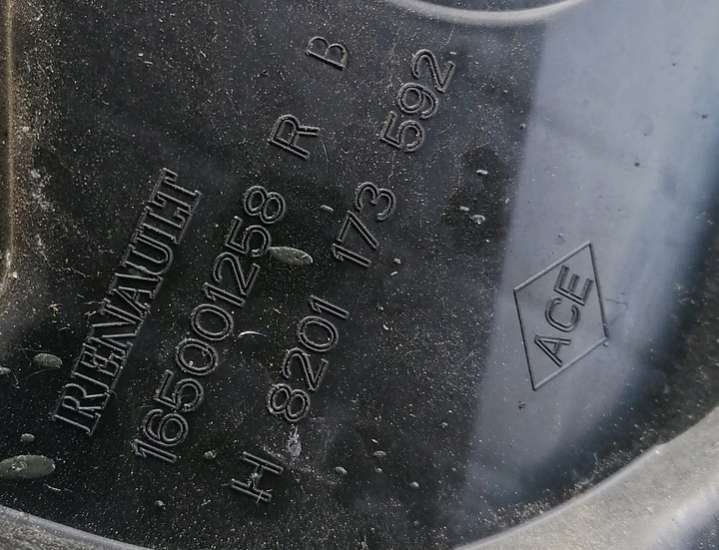 RENAULT
165001258 R B
H 8201 173 592
ACE